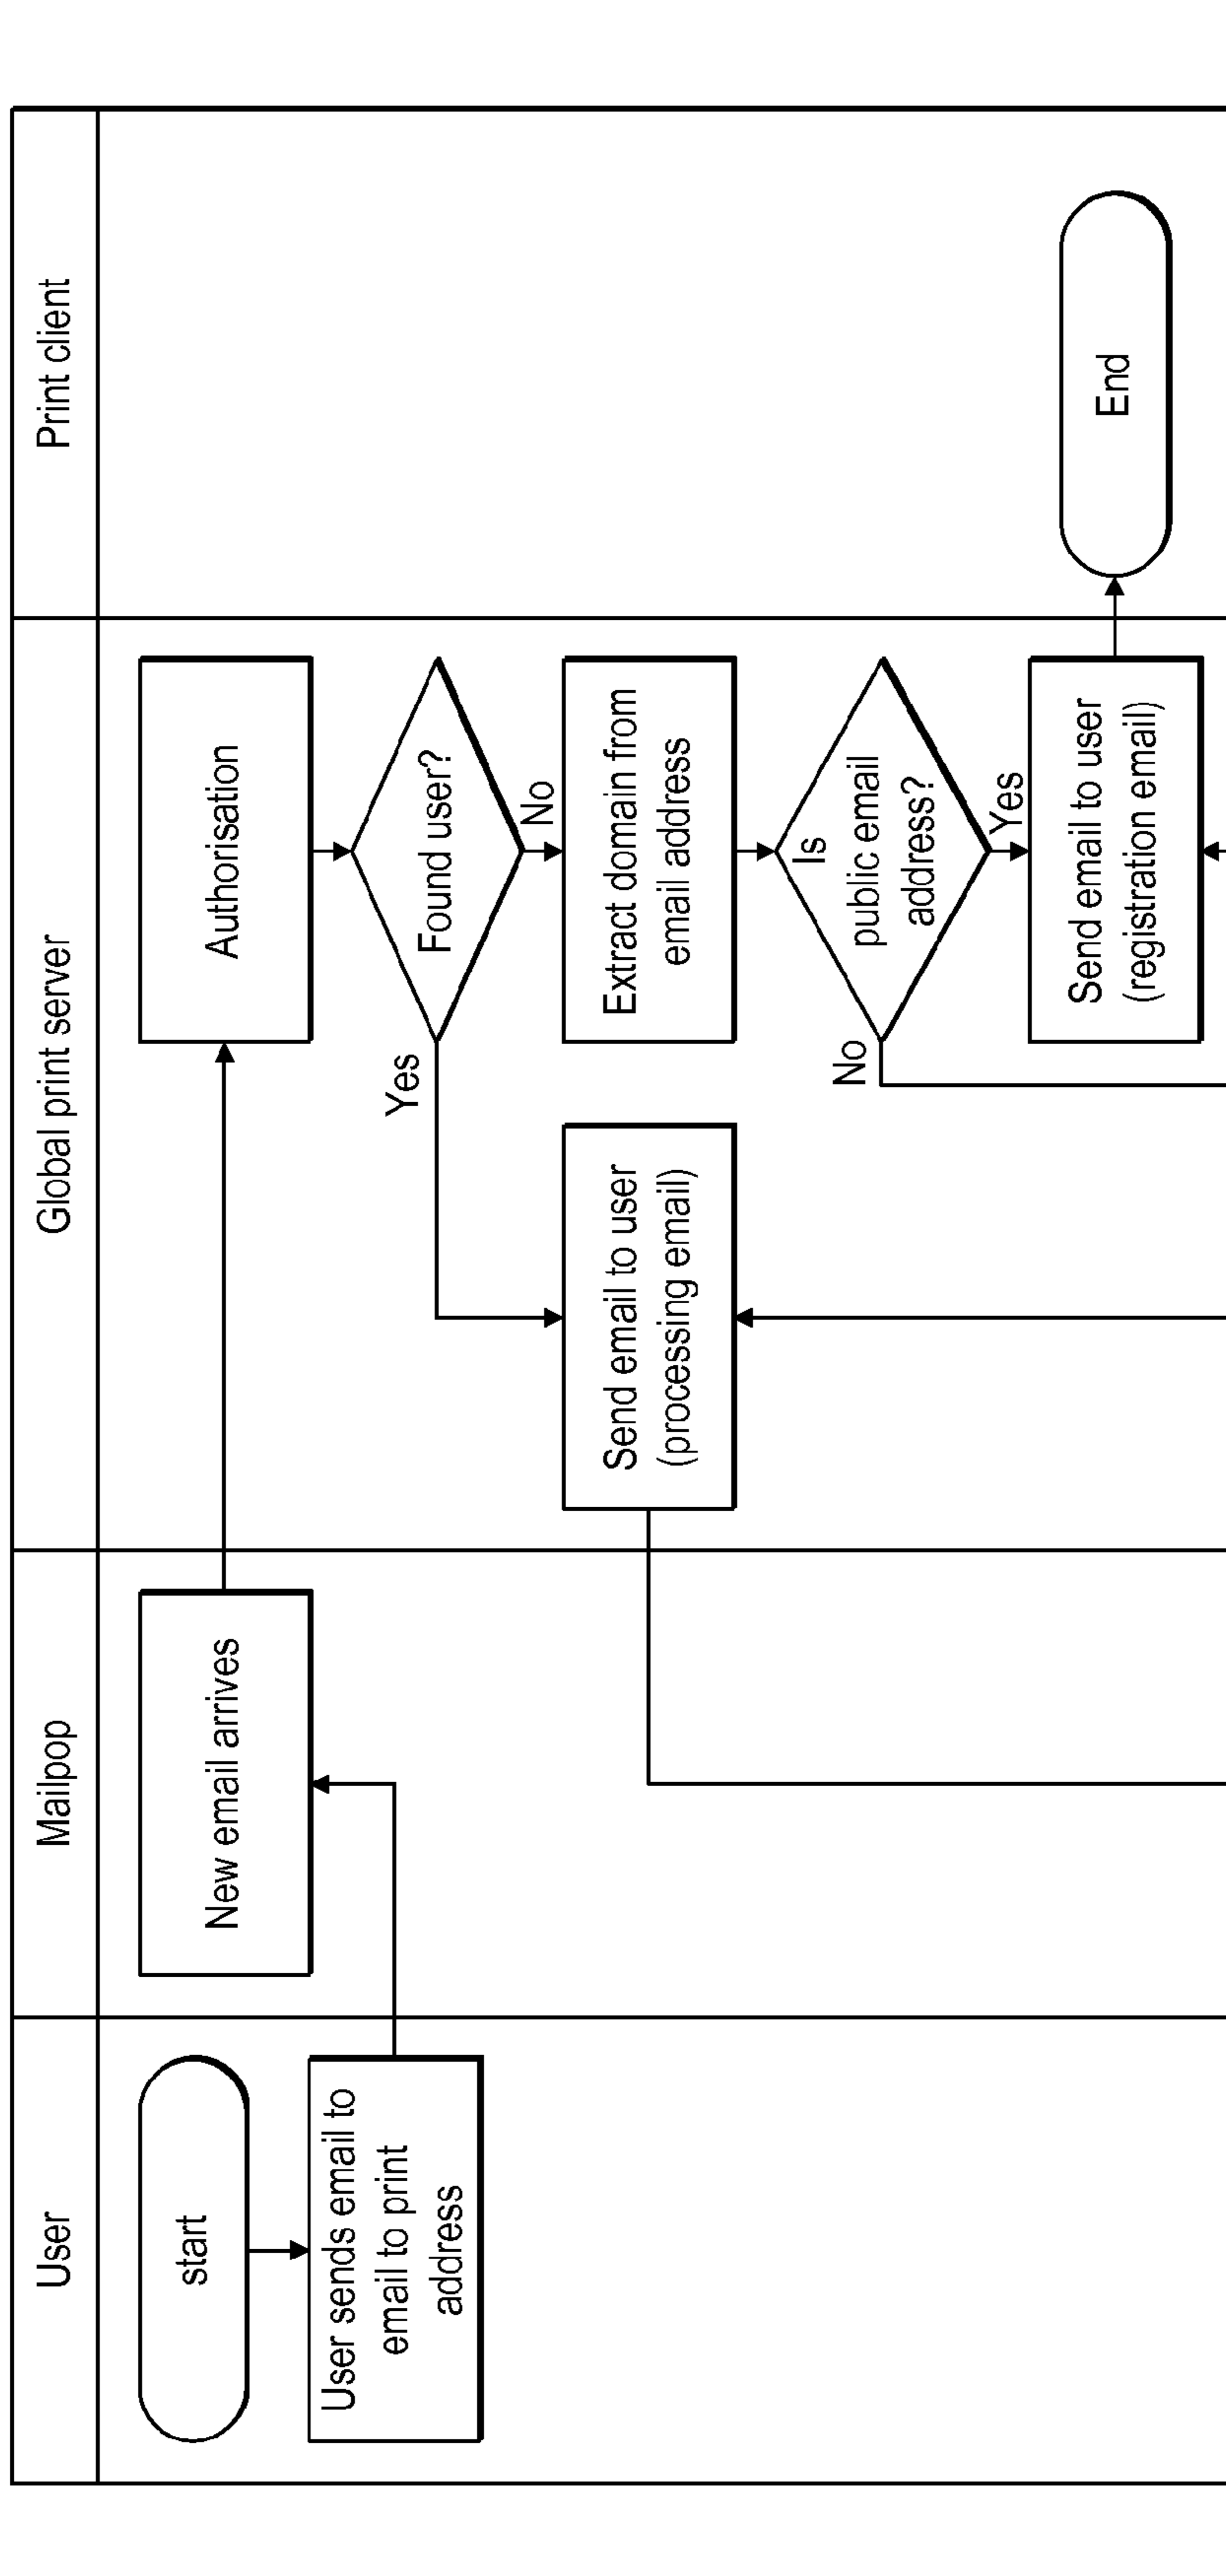 User
Mailpop
Global print server
Print client
start
User sends email to
email to print
address
New email arrives
Authorisation
Found user?
Yes
No
Send email to user
(processing email)
Extract domain from
email address
Is
public email
address?
No
Yes
Send email to user
(registration email)
End